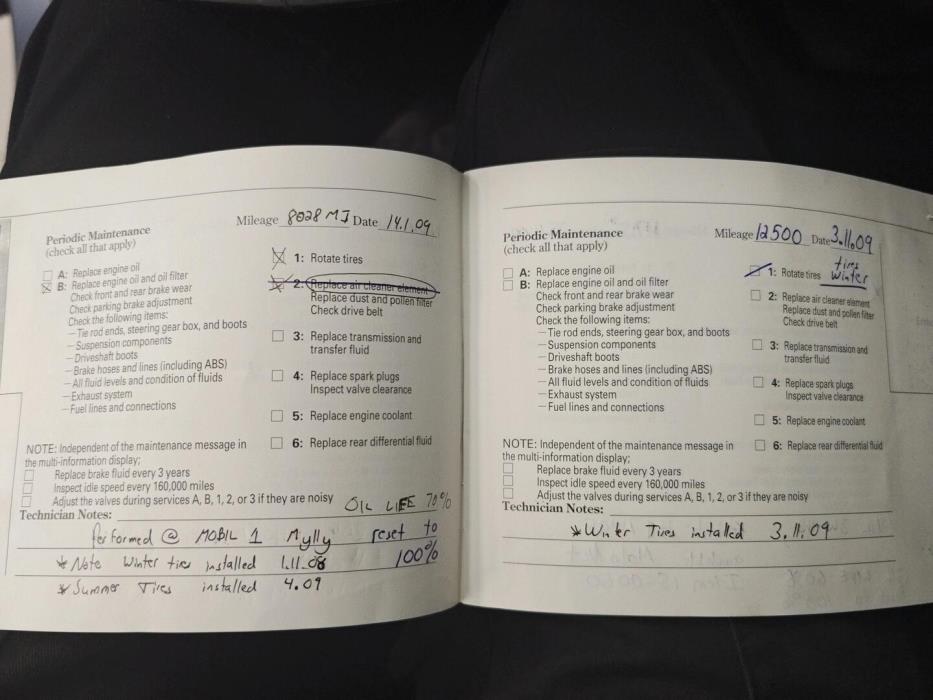 Mileage 8028 MI Date 14.1.09
Periodic Maintenance
(check all that apply)
A: Replace engine oil
B: Replace engine oil and oil filter
Check front and rear brake wear
Check parking brake adjustment
Check the following items:
– Tie rod ends, steering gear box, and boots
– Suspension components
– Driveshaft boots
– Brake hoses and lines (including ABS)
– All fluid levels and condition of fluids
– Exhaust system
– Fuel lines and connections
1: Rotate tires
2: Replace air cleaner element
Replace dust and pollen filter
Check drive belt
3: Replace transmission and
transfer fluid
4: Replace spark plugs
Inspect valve clearance
5: Replace engine coolant
6: Replace rear differential fluid
NOTE: Independent of the maintenance message in
the multi-information display;
Replace brake fluid every 3 years
Inspect idle speed every 160,000 miles
Adjust the valves during services A, B, 1, 2, or 3 if they are noisy
OIL LIFE 70%
Technician Notes:
Performed @ MOBIL 1 Mylly reset to
* Note Winter tires installed 1.11.08 100%
* Summer Tires installed 4.09
Mileage 12500 Date 3.11.09
Periodic Maintenance
(check all that apply)
A: Replace engine oil
B: Replace engine oil and oil filter
Check front and rear brake wear
Check parking brake adjustment
Check the following items:
– Tie rod ends, steering gear box, and boots
– Suspension components
– Driveshaft boots
– Brake hoses and lines (including ABS)
– All fluid levels and condition of fluids
– Exhaust system
– Fuel lines and connections
tires
1: Rotate tires Winter
2: Replace air cleaner element
Replace dust and pollen filter
Check drive belt
3: Replace transmission and
transfer fluid
4: Replace spark plugs
Inspect valve clearance
5: Replace engine coolant
6: Replace rear differential fluid
NOTE: Independent of the maintenance message in
the multi-information display;
Replace brake fluid every 3 years
Inspect idle speed every 160,000 miles
Adjust the valves during services A, B, 1, 2, or 3 if they are noisy
Technician Notes:
* Winter Tires installed 3.11.09